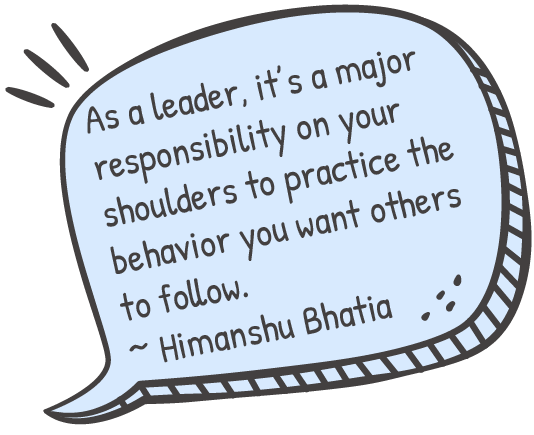 As a leader, it's a major
responsibility on your
shoulders to practice the
behavior you want others
to follow.
~ Himanshu Bhatia